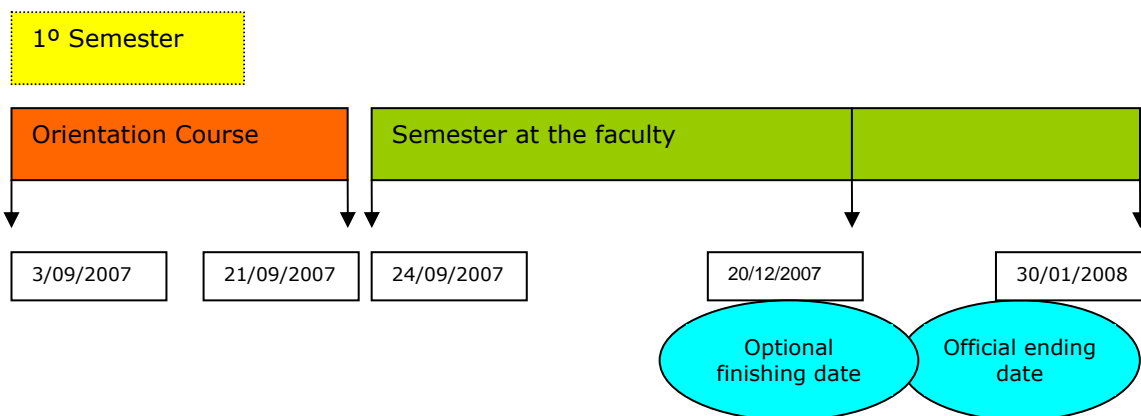 1º Semester
Orientation Course
Semester at the faculty
3/09/2007
21/09/2007
24/09/2007
20/12/2007
30/01/2008
Optional
finishing date
Official ending
date